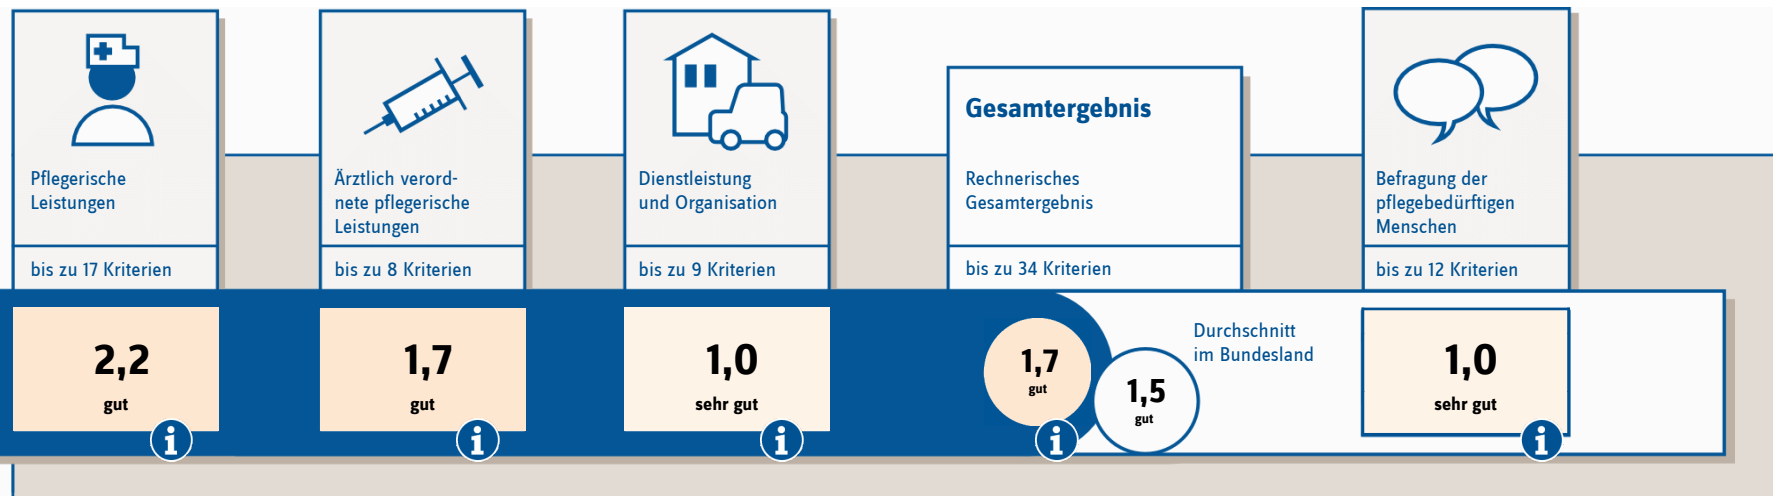 Pflegerische
Leistungen
bis zu 17 Kriterien
2,2
gut
i
Ärztlich verord-
nete pflegerische
Leistungen
bis zu 8 Kriterien
1,7
gut
i
Dienstleistung
und Organisation
bis zu 9 Kriterien
1,0
sehr gut
i
Gesamtergebnis
Rechnerisches
Gesamtergebnis
bis zu 34 Kriterien
1,7
gut
i
Durchschnitt
im Bundesland
1,5
gut
Befragung der
pflegebedürftigen
Menschen
bis zu 12 Kriterien
1,0
sehr gut
i